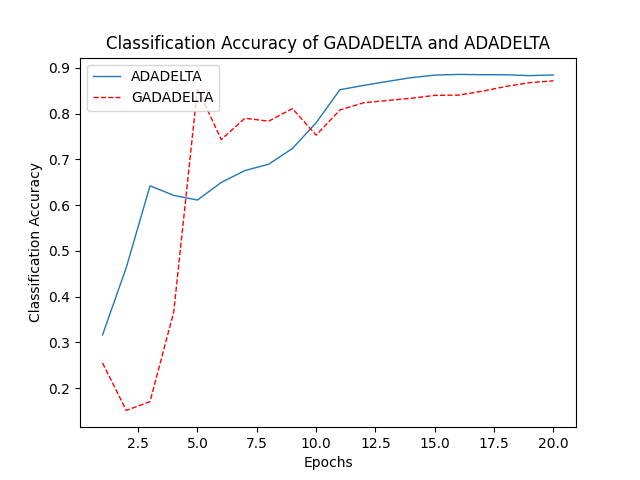 Classification Accuracy of GADADELTA and ADADELTA
ADADELTA
GADADELTA
Classification Accuracy
0.9
0.8
0.7
0.6
0.5
0.4
0.3
0.2
2.5 5.0 7.5 10.0 12.5 15.0 17.5 20.0
Epochs